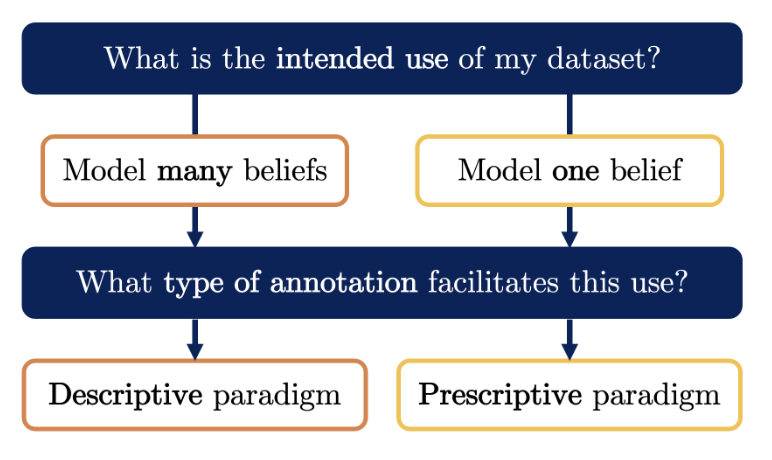 What is the intended use of my dataset?
Model many beliefs
Model one belief
What type of annotation facilitates this use?
Descriptive paradigm
Prescriptive paradigm